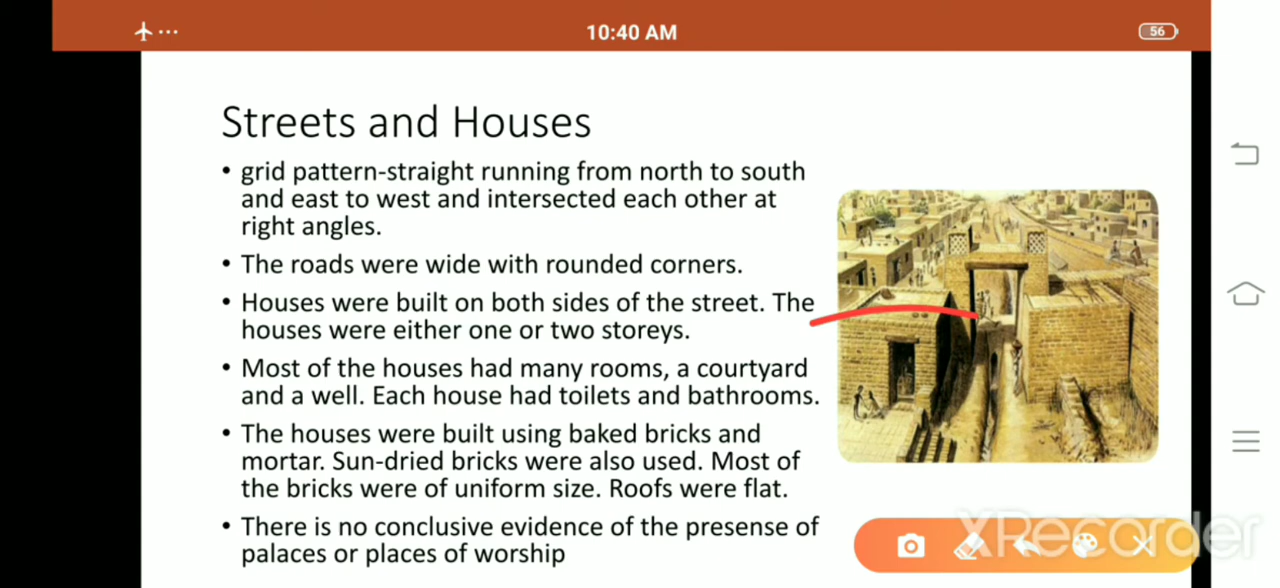 10:40 AM
56
Streets and Houses
• grid pattern-straight running from north to south
and east to west and intersected each other at
right angles.
• The roads were wide with rounded corners.
• Houses were built on both sides of the street. The
houses were either one or two storeys.
• Most of the houses had many rooms, a courtyard
and a well. Each house had toilets and bathrooms.
• The houses were built using baked bricks and
mortar. Sun-dried bricks were also used. Most of
the bricks were of uniform size. Roofs were flat.
• There is no conclusive evidence of the presense of
palaces or places of worship
XRecorder